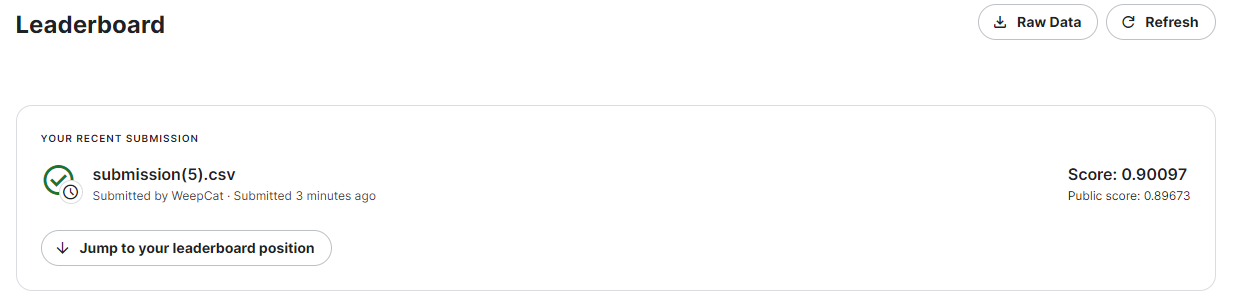 Leaderboard
Raw Data
Refresh
YOUR RECENT SUBMISSION
submission(5).csv
Score: 0.90097
Submitted by WeepCat · Submitted 3 minutes ago
Public score: 0.89673
Jump to your leaderboard position